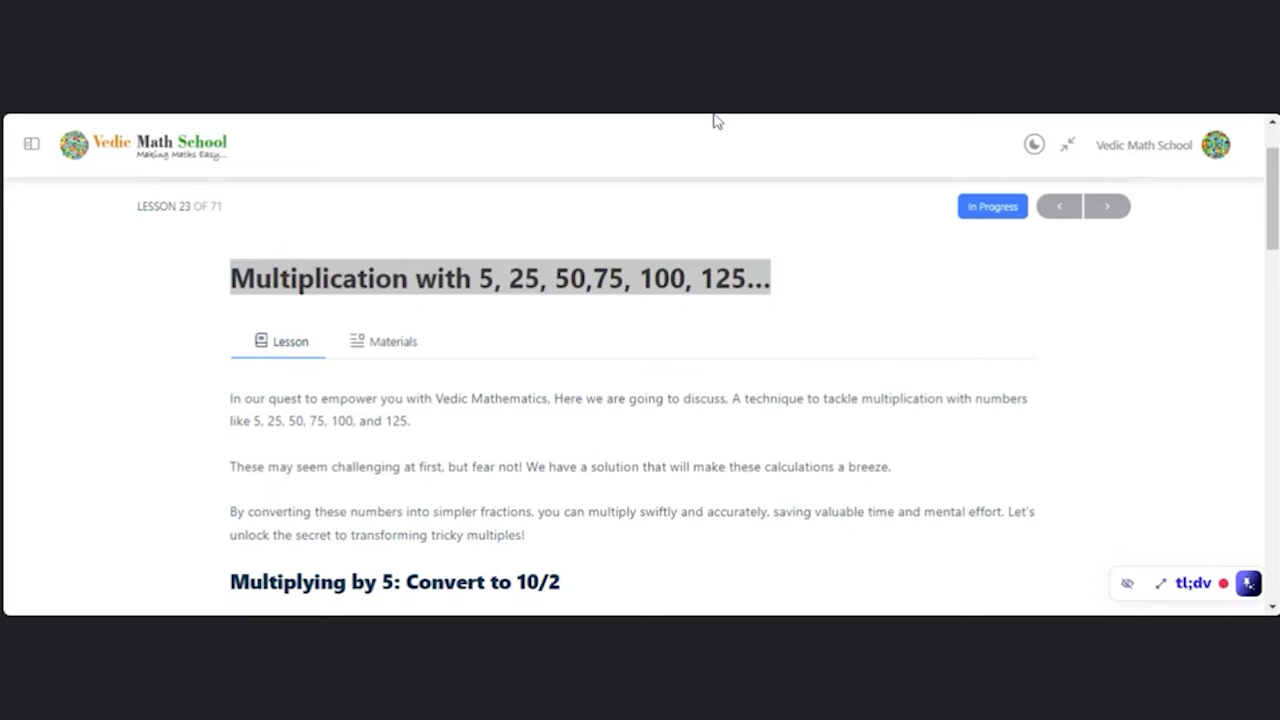 Vedic Math School
Making Maths Easy...
Vedic Math School
LESSON 23 OF 71
In Progress
Multiplication with 5, 25, 50,75, 100, 125...
Lesson
Materials
In our quest to empower you with Vedic Mathematics. Here we are going to discuss. A technique to tackle multiplication with numbers
like 5, 25, 50, 75, 100, and 125.
These may seem challenging at first, but fear not! We have a solution that will make these calculations a breeze.
By converting these numbers into simpler fractions, you can multiply swiftly and accurately, saving valuable time and mental effort. Let's
unlock the secret to transforming tricky multiples!
Multiplying by 5: Convert to 10/2
tl;dv